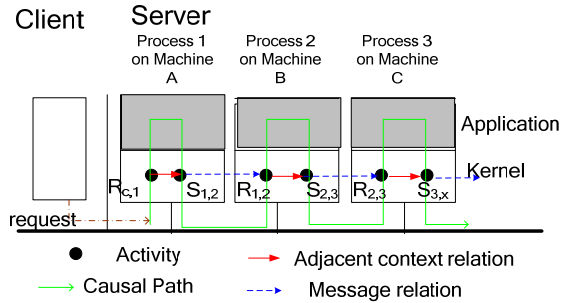 Client
Server
Process 1
on Machine
A
Process 2
on Machine
B
Process 3
on Machine
C
Application
Kernel
Rc,1
S1,2
R1,2
S2,3
R2,3
S3,x
request
Activity
Adjacent context relation
Causal Path
Message relation